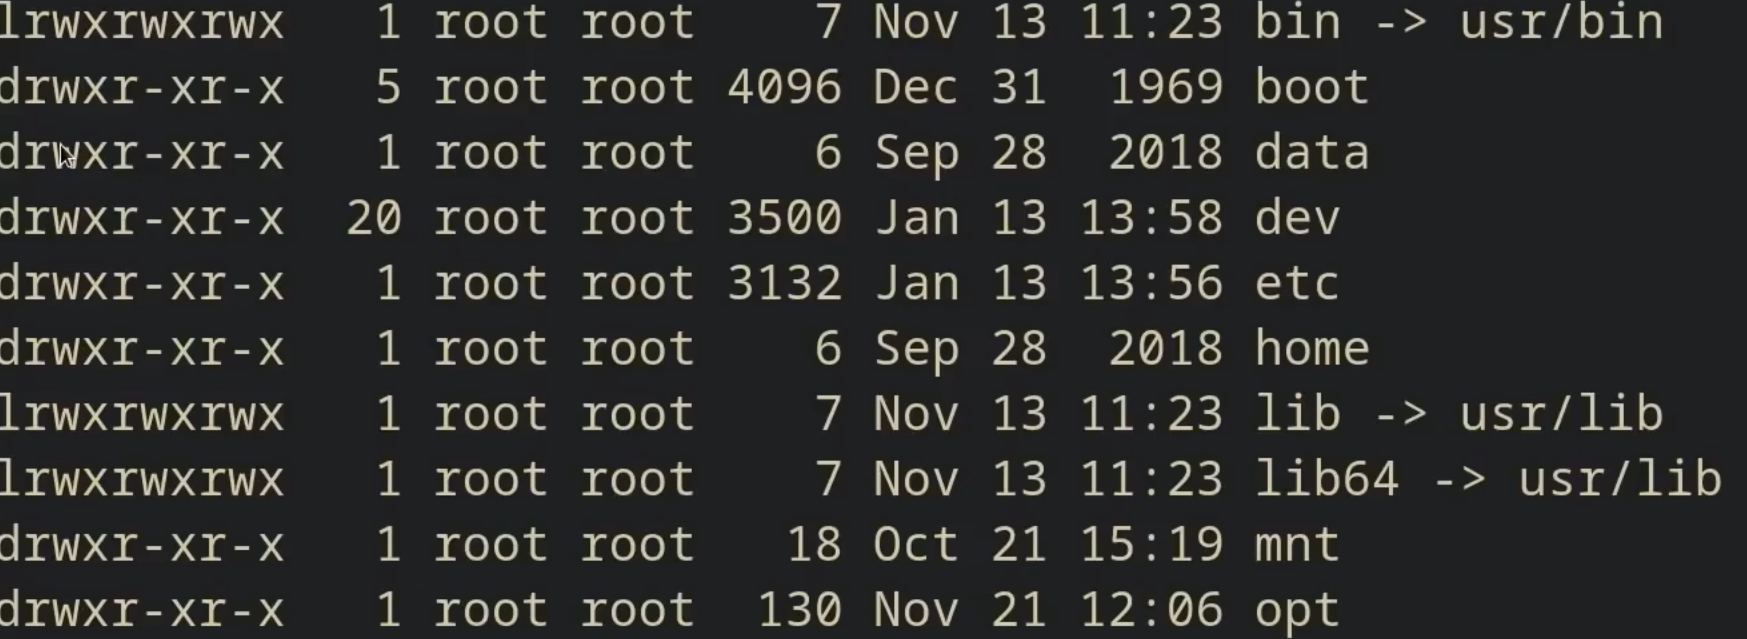 lrwxrwxrwx   1 root root    7 Nov 13 11:23 bin -> usr/bin
drwxr-xr-x   5 root root 4096 Dec 31  1969 boot
drwxr-xr-x   1 root root    6 Sep 28  2018 data
drwxr-xr-x  20 root root 3500 Jan 13 13:58 dev
drwxr-xr-x   1 root root 3132 Jan 13 13:56 etc
drwxr-xr-x   1 root root    6 Sep 28  2018 home
lrwxrwxrwx   1 root root    7 Nov 13 11:23 lib -> usr/lib
lrwxrwxrwx   1 root root    7 Nov 13 11:23 lib64 -> usr/lib
drwxr-xr-x   1 root root   18 Oct 21 15:19 mnt
drwxr-xr-x   1 root root  130 Nov 21 12:06 opt